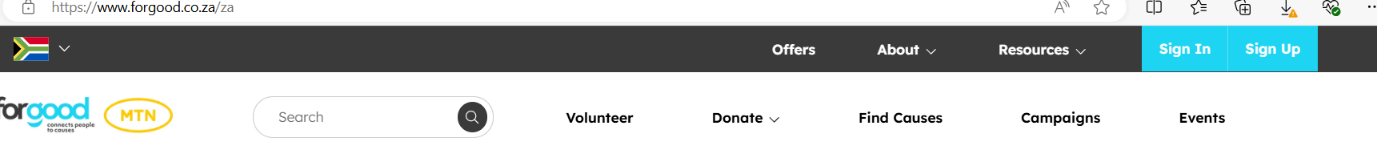 https://www.forgood.co.za/za
Offers About Resources Sign In Sign Up
forgood
connects people
to causes
MTN
Search
Volunteer Donate Find Causes Campaigns Events